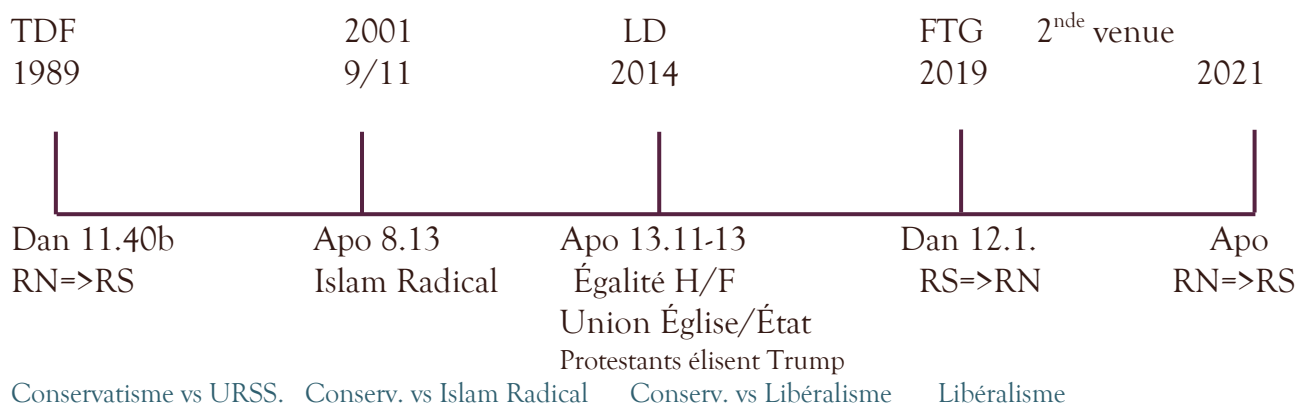 TDF 2001 LD FTG 2nde venue
1989 9/11 2014 2019 2021
Dan 11.40b Apo 8.13 Apo 13.11-13 Dan 12.1. Apo
RN=>RS Islam Radical Égalité H/F RS=>RN RN=>RS
Union Église/État
Protestants élisent Trump
Conservatisme vs URSS. Conserv. vs Islam Radical Conserv. vs Libéralisme Libéralisme